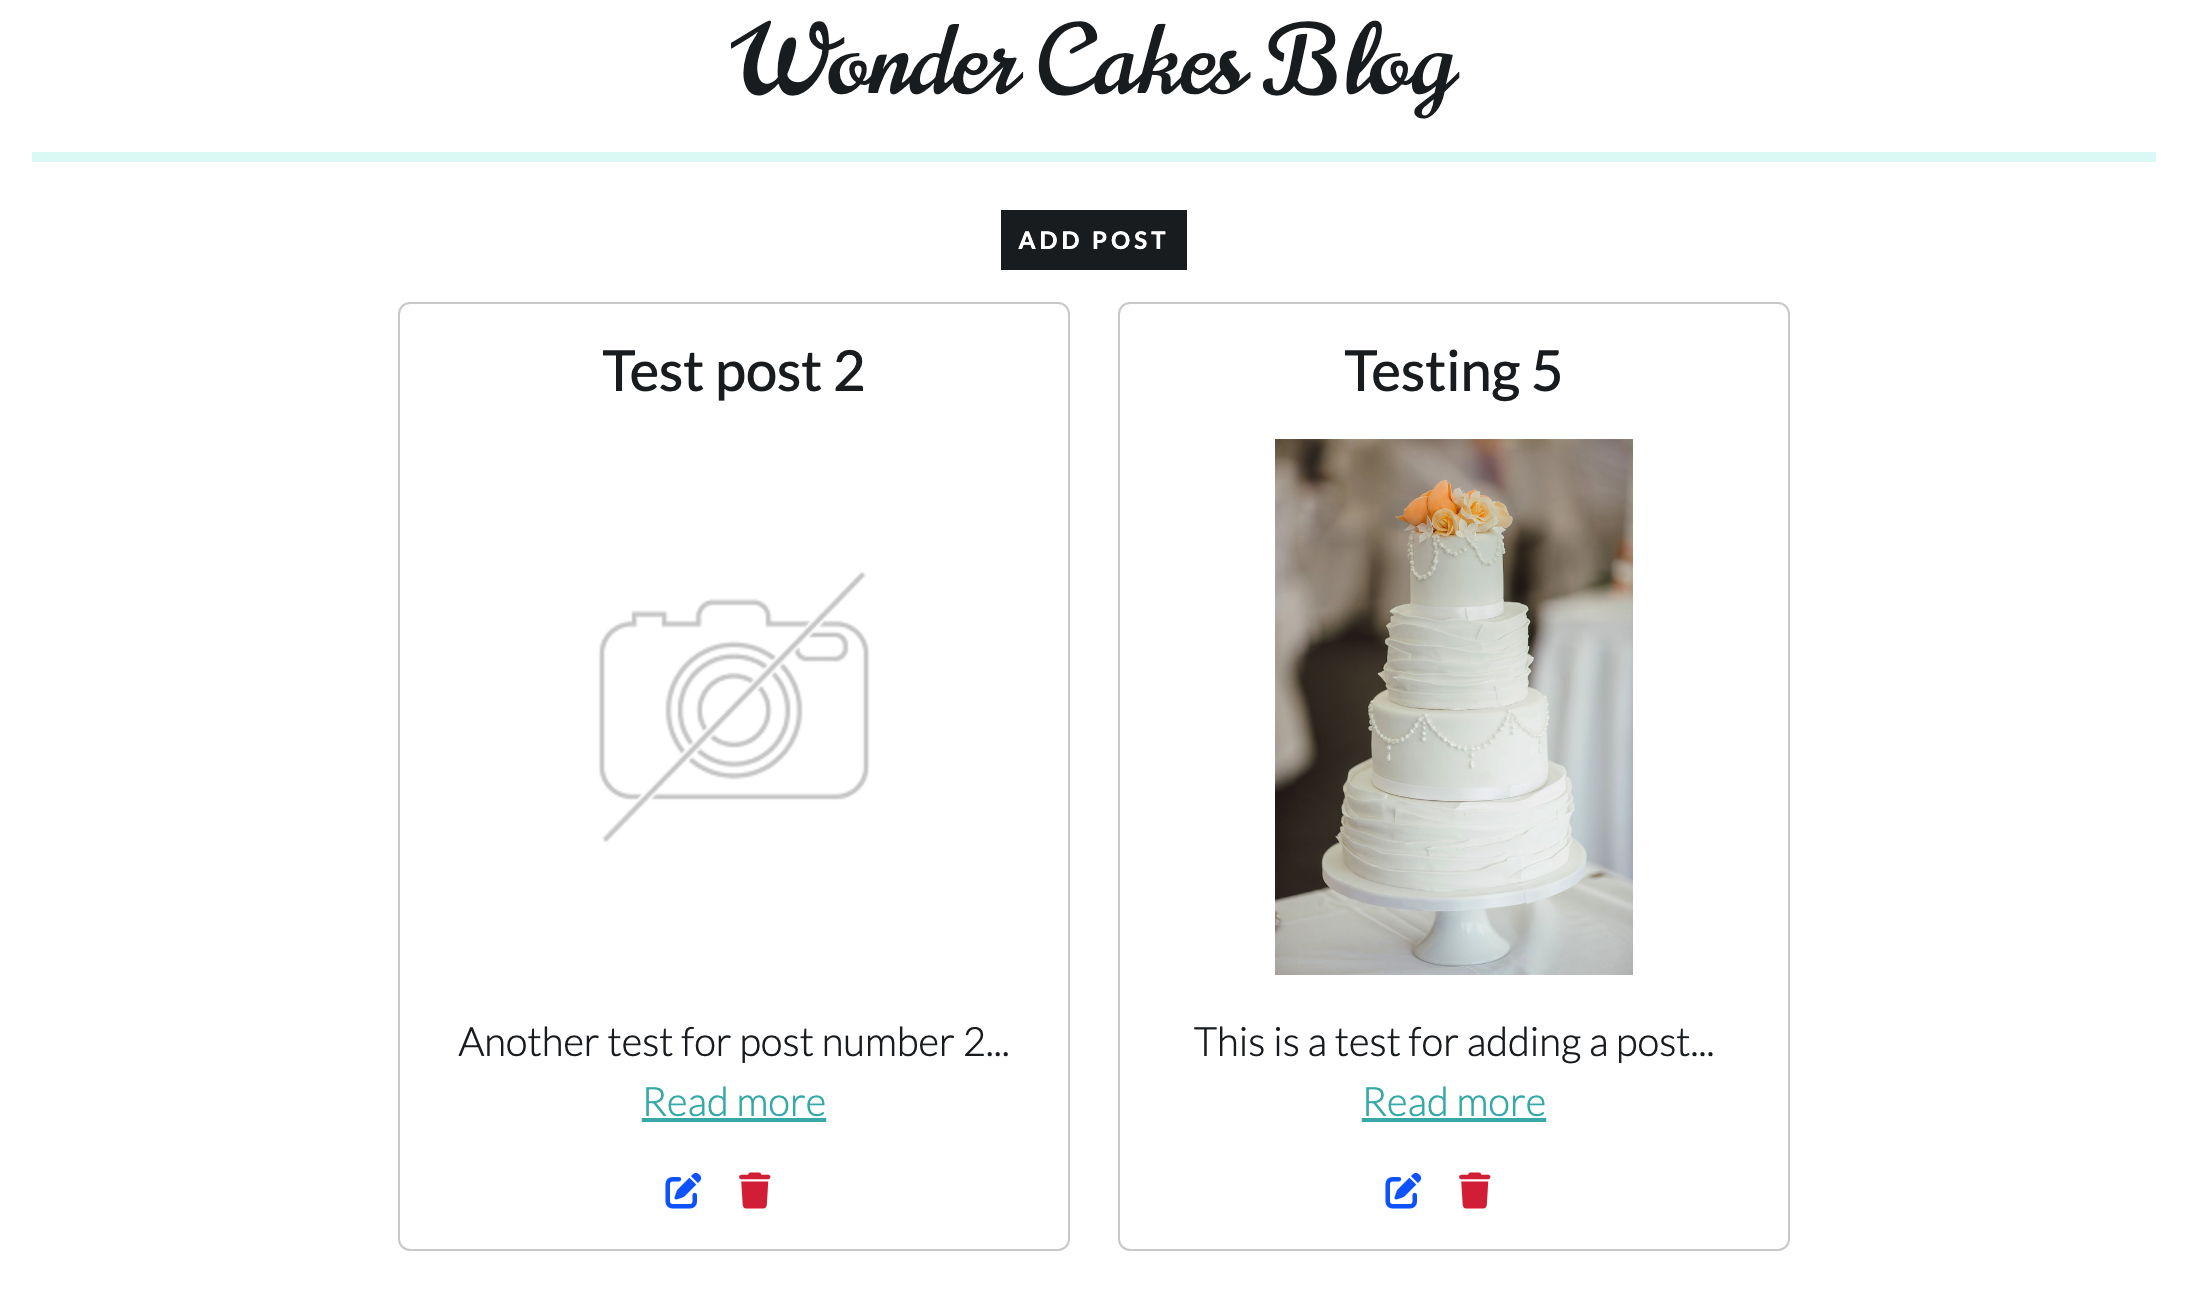 Wonder Cakes Blog
ADD POST
Test post 2
Another test for post number 2...
Read more
Testing 5
This is a test for adding a post...
Read more